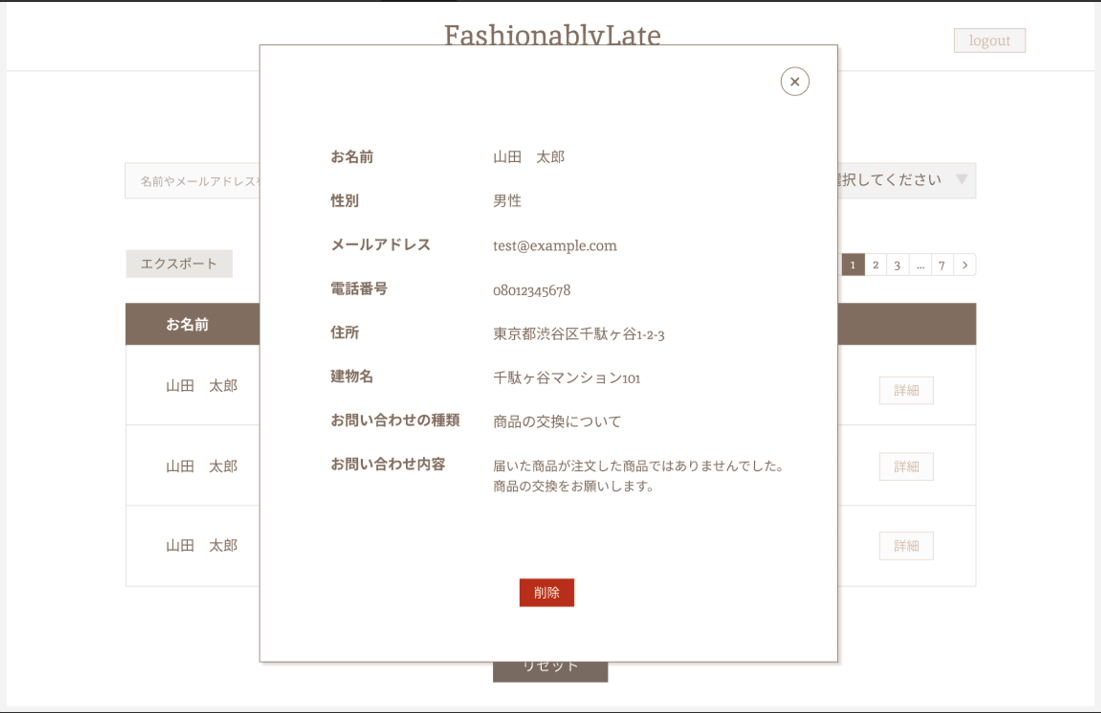 FashionablyLate
logout
×
お名前 山田　太郎
性別 男性
メールアドレス test@example.com
電話番号 08012345678
住所 東京都渋谷区千駄ヶ谷1-2-3
建物名 千駄ヶ谷マンション101
お問い合わせの種類 商品の交換について
お問い合わせ内容 届いた商品が注文した商品ではありませんでした。
商品の交換をお願いします。
削除
名前やメールアドレス
択してください ▼
エクスポート
1 2 3 ... 7 >
お名前
山田　太郎 詳細
山田　太郎 詳細
山田　太郎 詳細
リセット